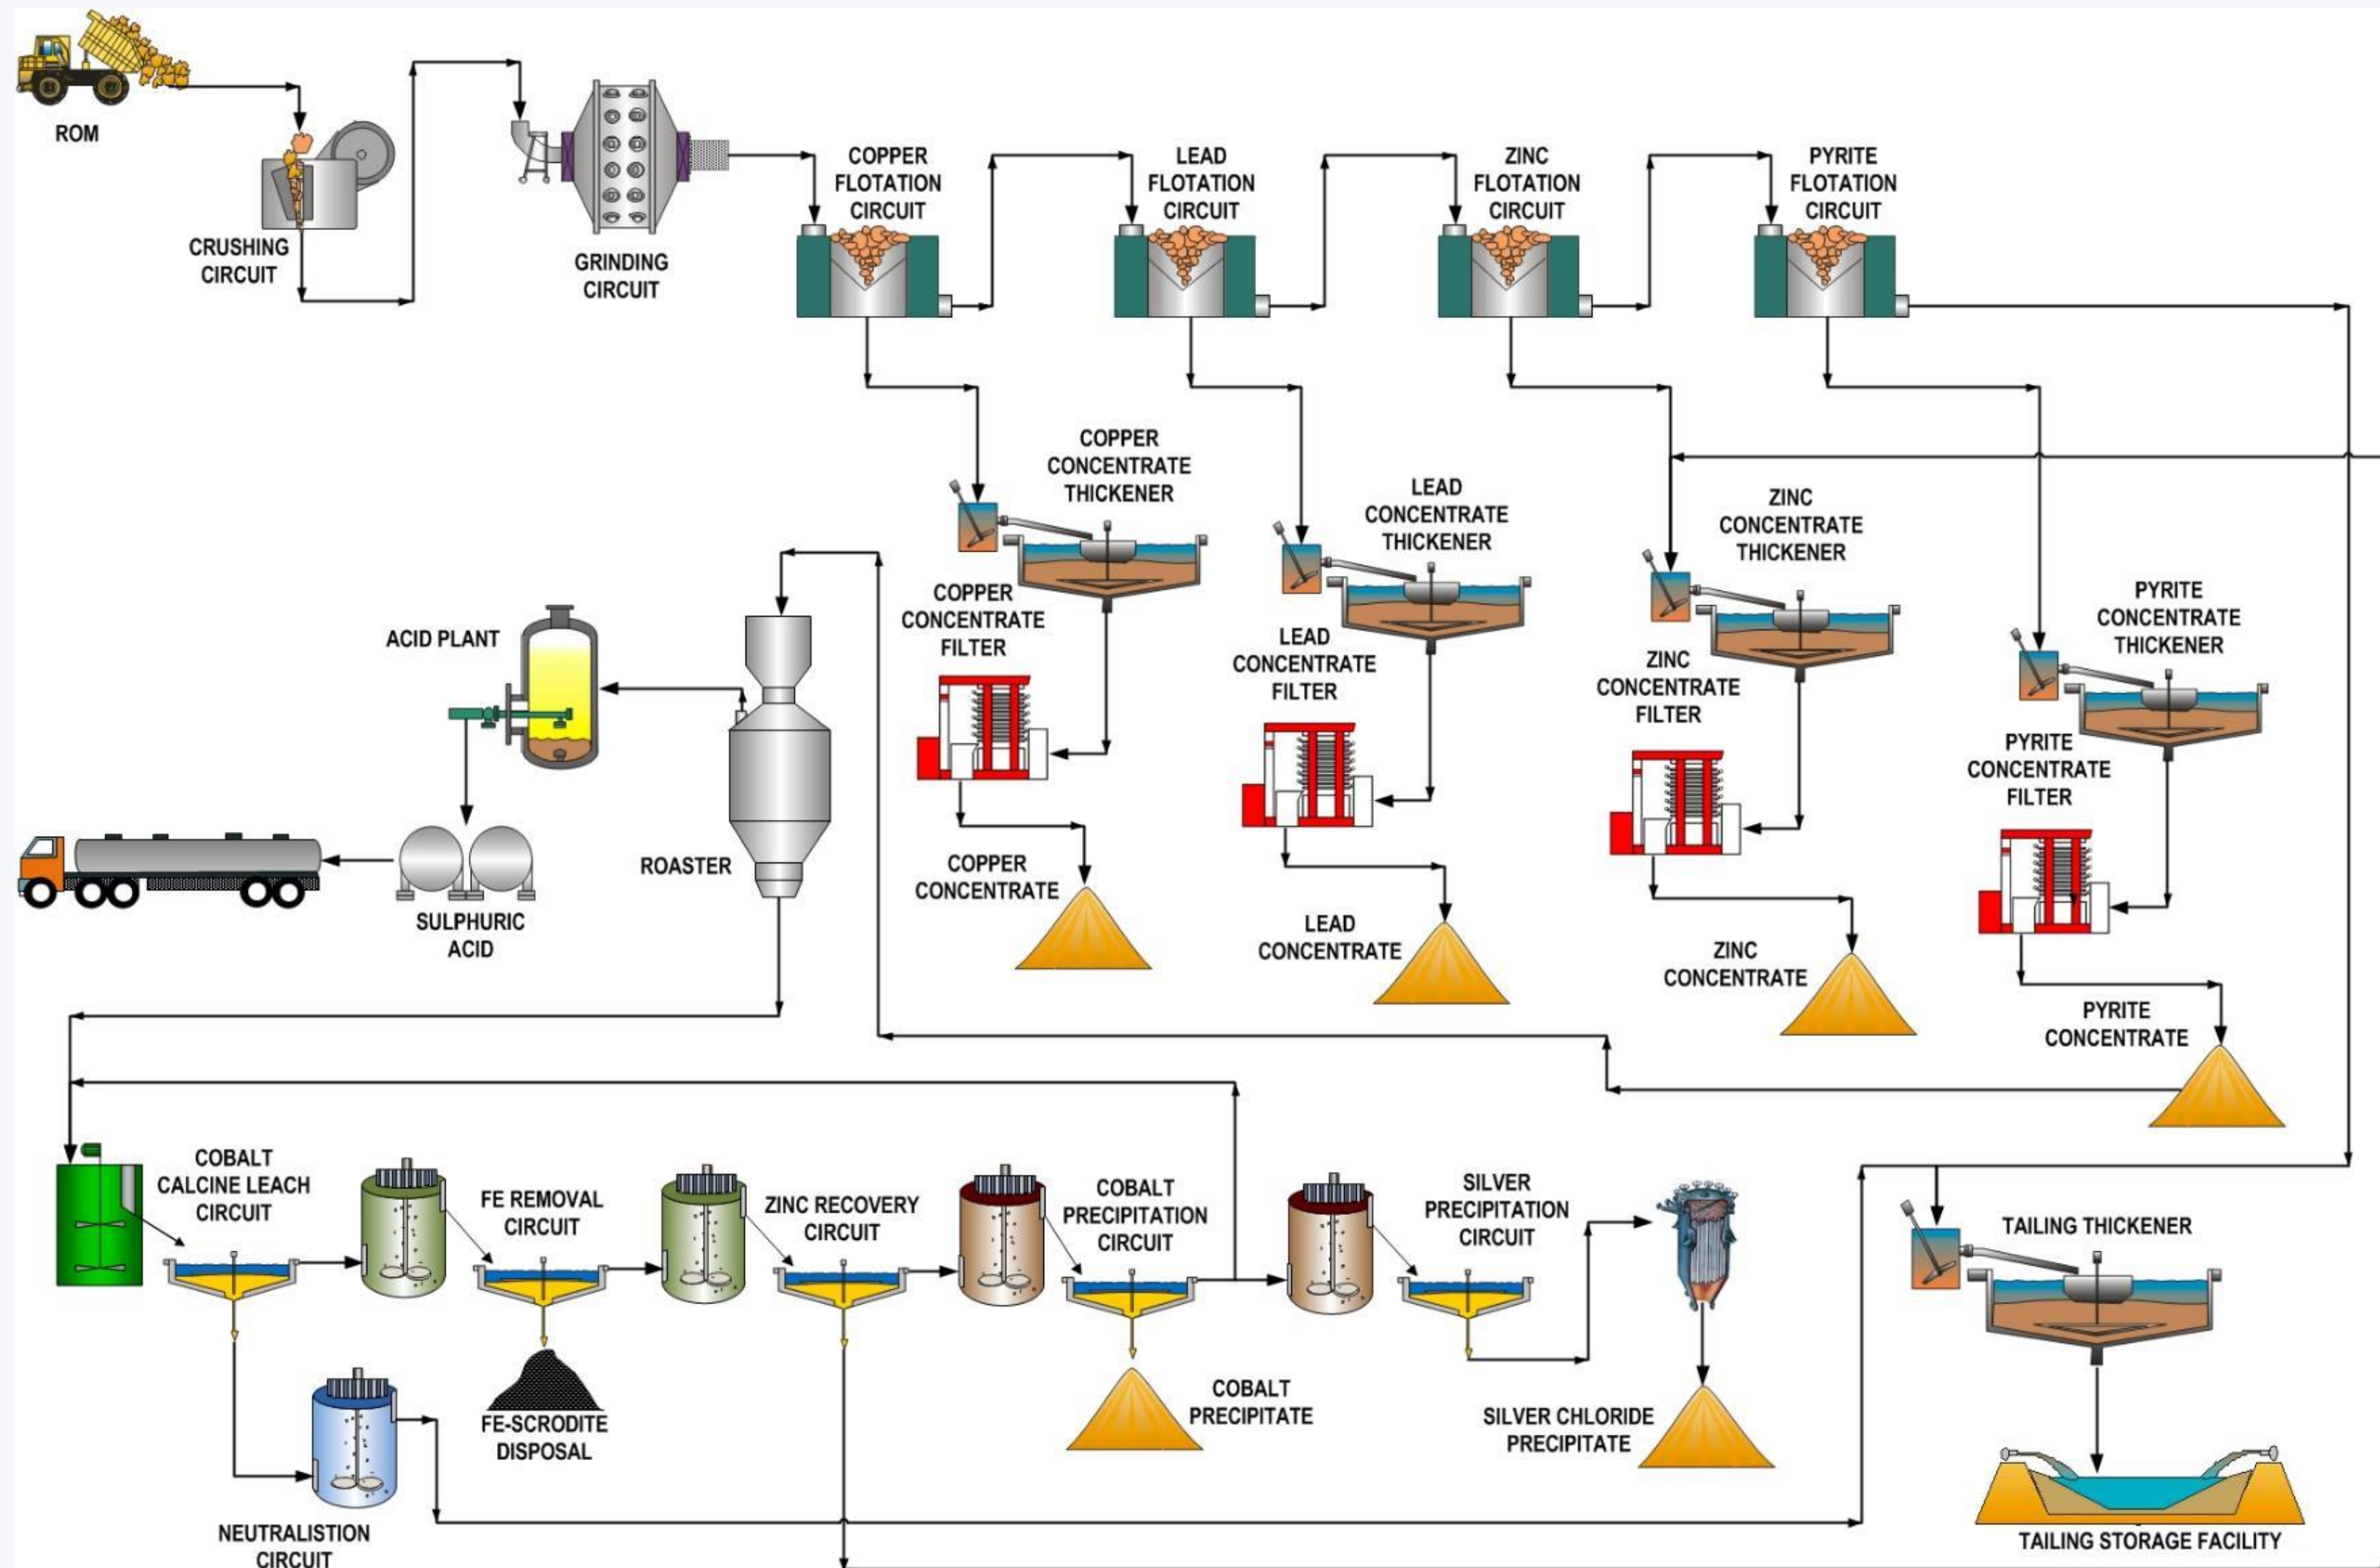 ROM
CRUSHING
CIRCUIT
GRINDING
CIRCUIT
COPPER
FLOTATION
CIRCUIT
LEAD
FLOTATION
CIRCUIT
ZINC
FLOTATION
CIRCUIT
PYRITE
FLOTATION
CIRCUIT
COPPER
CONCENTRATE
THICKENER
LEAD
CONCENTRATE
THICKENER
ZINC
CONCENTRATE
THICKENER
PYRITE
CONCENTRATE
THICKENER
COPPER
CONCENTRATE
FILTER
LEAD
CONCENTRATE
FILTER
ZINC
CONCENTRATE
FILTER
PYRITE
CONCENTRATE
FILTER
ACID PLANT
ROASTER
SULPHURIC
ACID
COPPER
CONCENTRATE
LEAD
CONCENTRATE
ZINC
CONCENTRATE
PYRITE
CONCENTRATE
COBALT
CALCINE LEACH
CIRCUIT
FE REMOVAL
CIRCUIT
ZINC RECOVERY
CIRCUIT
COBALT
PRECIPITATION
CIRCUIT
SILVER
PRECIPITATION
CIRCUIT
TAILING THICKENER
FE-SCRODITE
DISPOSAL
COBALT
PRECIPITATE
SILVER CHLORIDE
PRECIPITATE
NEUTRALISTION
CIRCUIT
TAILING STORAGE FACILITY